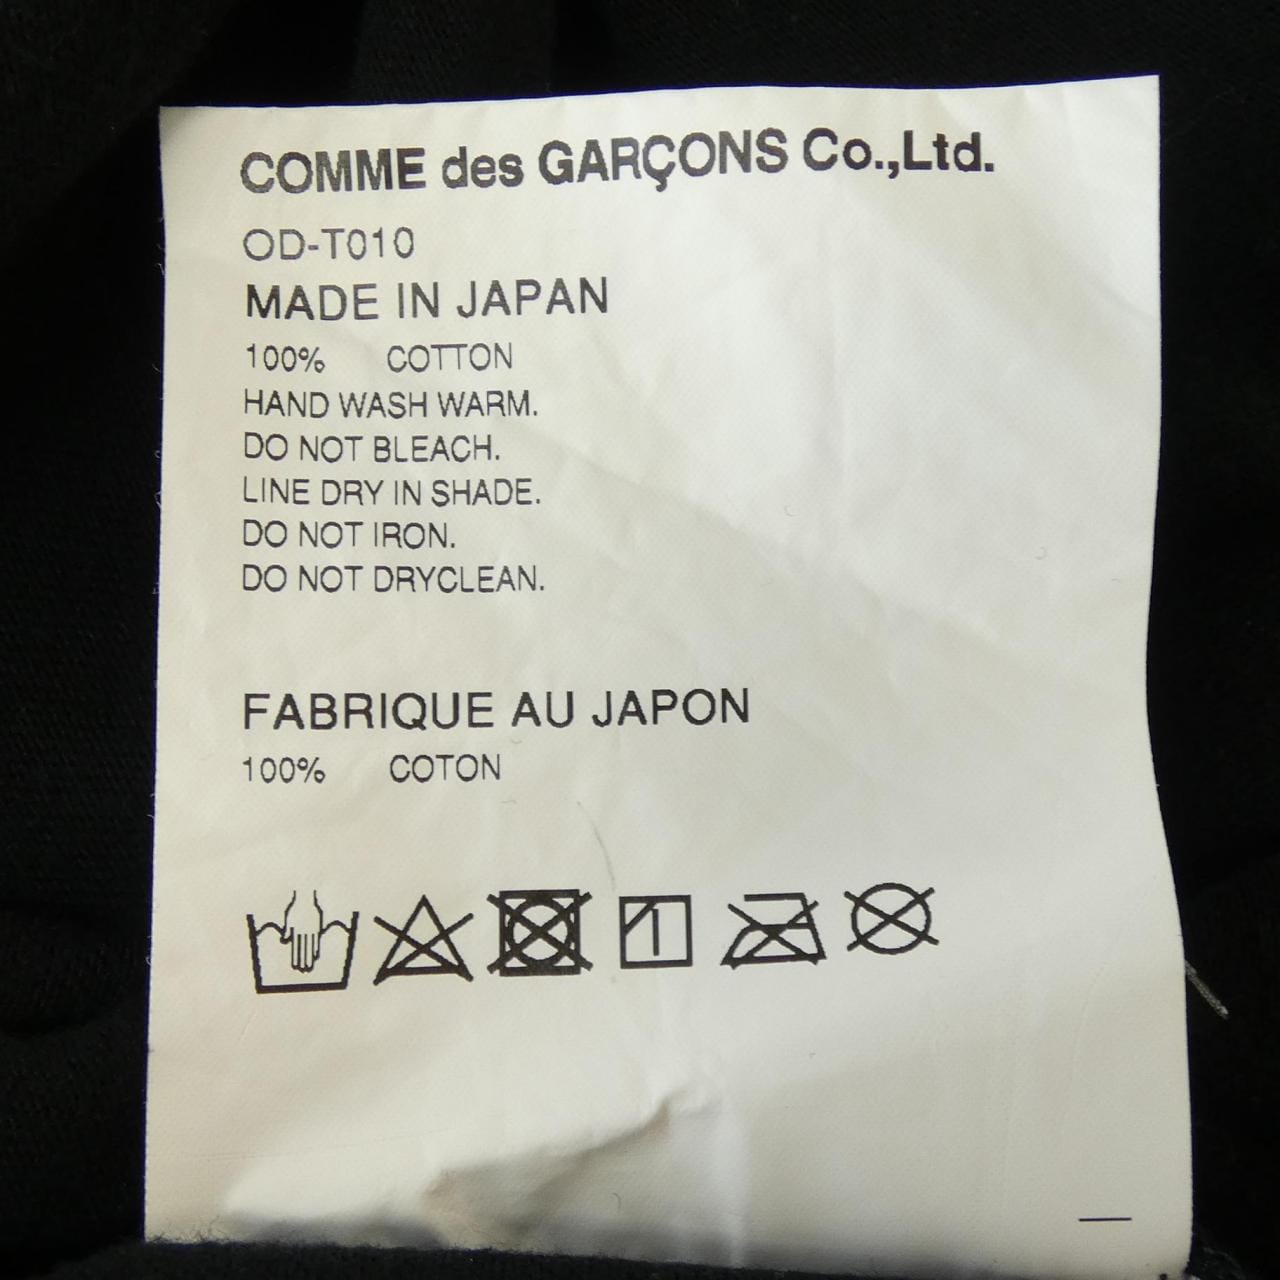 COMME des GARÇONS Co.,Ltd.
OD-T010
MADE IN JAPAN
100% COTTON
HAND WASH WARM.
DO NOT BLEACH.
LINE DRY IN SHADE.
DO NOT IRON.
DO NOT DRYCLEAN.
FABRIQUE AU JAPON
100% COTON